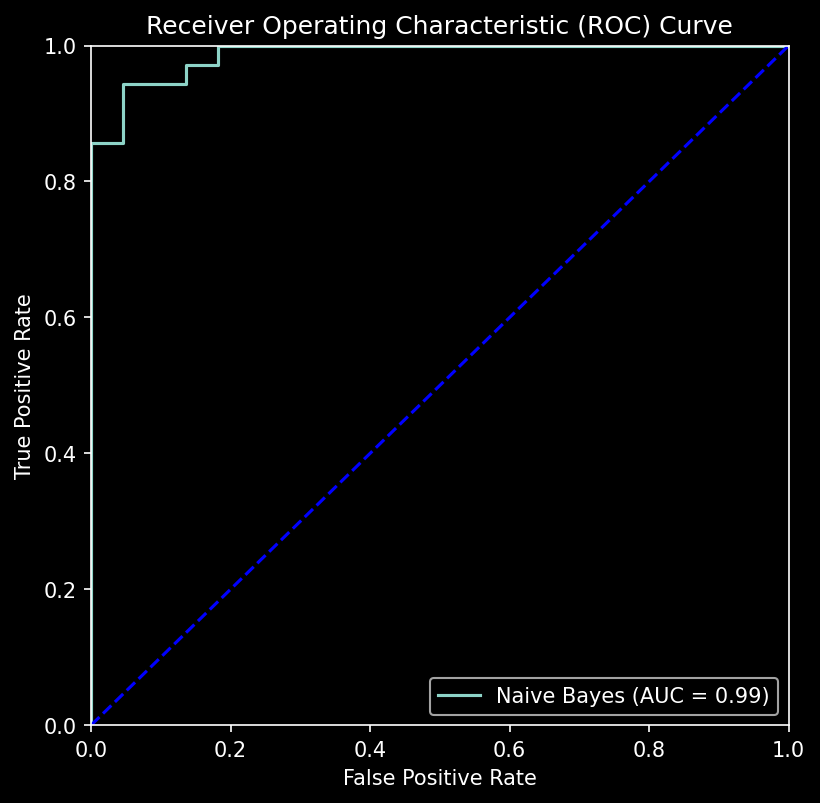 Receiver Operating Characteristic (ROC) Curve
1.0
0.8
0.6
0.4
0.2
0.0
True Positive Rate
Naive Bayes (AUC = 0.99)
0.0 0.2 0.4 0.6 0.8 1.0
False Positive Rate